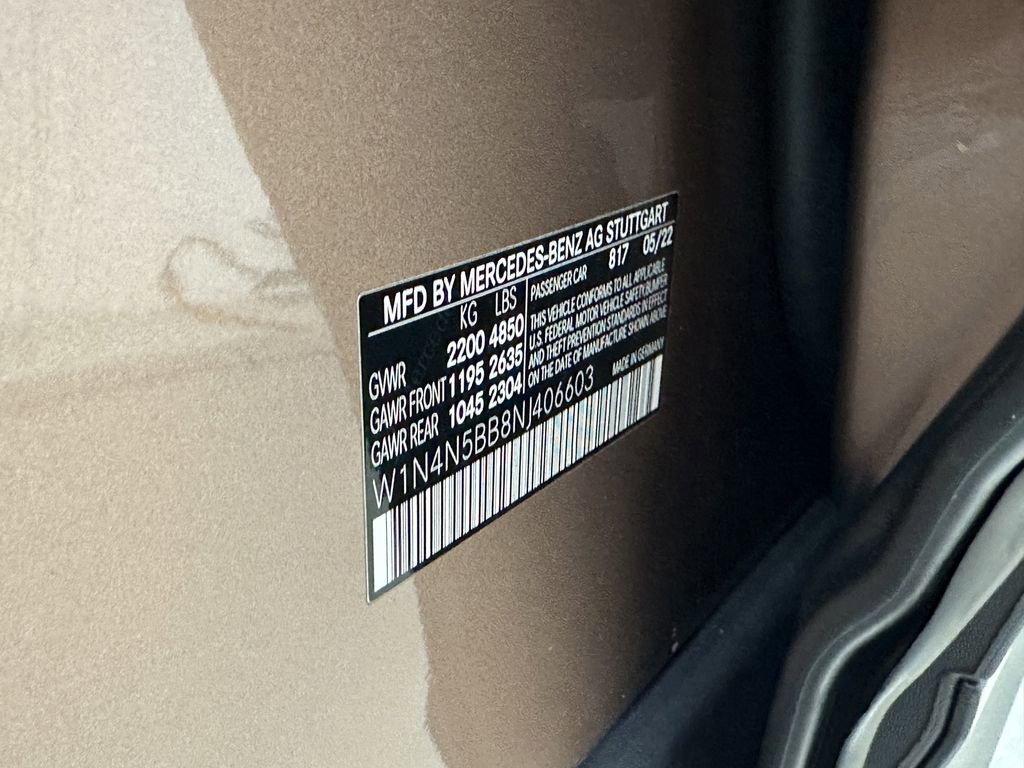 MFD BY MERCEDES-BENZ AG STUTTGART
KG LBS
GVWR 2200 4850
GAWR FRONT 1195 2635
GAWR REAR 1045 2304
PASSENGER CAR 817 05/22
THIS VEHICLE CONFORMS TO ALL APPLICABLE
U.S. FEDERAL MOTOR VEHICLE SAFETY BUMPER
AND THEFT PREVENTION STANDARDS IN EFFECT
ON THE DATE OF MANUFACTURE SHOWN ABOVE
MADE IN GERMANY
W1N4N5BB8NJ406603